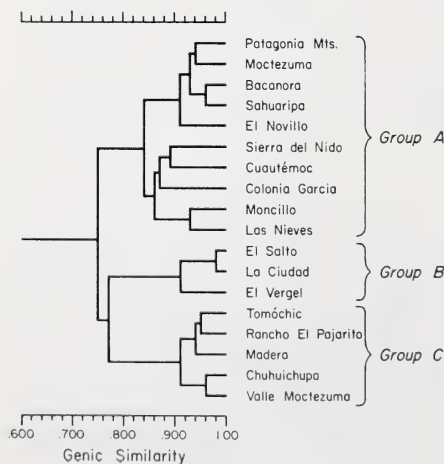 Patagonia Mts.
Moctezuma
Bacanora
Sahuaripa
El Novillo
Sierra del Nido
Cuautémoc
Colonia Garcia
Moncillo
Las Nieves
Group A
El Salto
La Ciudad
El Vergel
Group B
Tomóchic
Rancho El Pajarito
Madera
Chuhuichupa
Valle Moctezuma
Group C
.600 .700 .800 .900 1.00
Genic Similarity